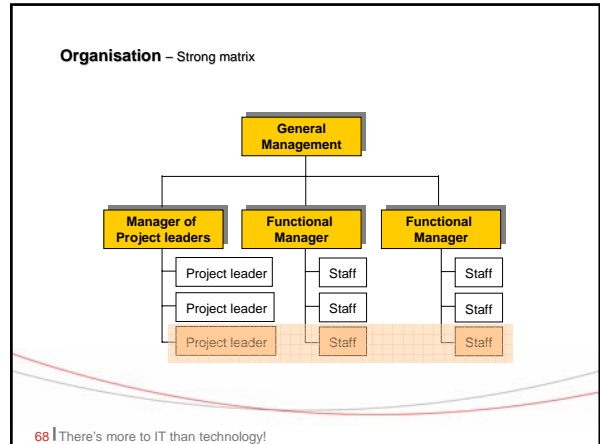 Organisation – Strong matrix
General
Management
Manager of
Project leaders
Functional
Manager
Functional
Manager
Project leader
Staff
Staff
Project leader
Staff
Staff
Project leader
Staff
Staff
68 There's more to IT than technology!